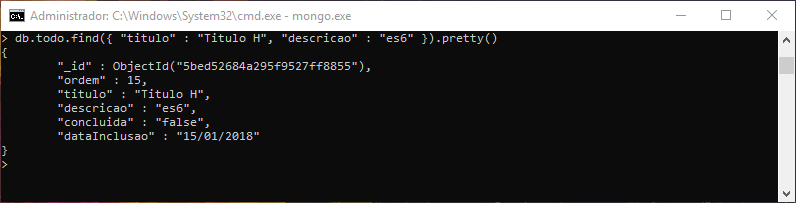 Administrador: C:\Windows\System32\cmd.exe - mongo.exe
> db.todo.find({ "titulo" : "Titulo H", "descricao" : "es6" }).pretty()
{
"_id" : ObjectId("5bed52684a295f9527ff8855"),
"ordem" : 15,
"titulo" : "Titulo H",
"descricao" : "es6",
"concluida" : "false",
"dataInclusao" : "15/01/2018"
}
>